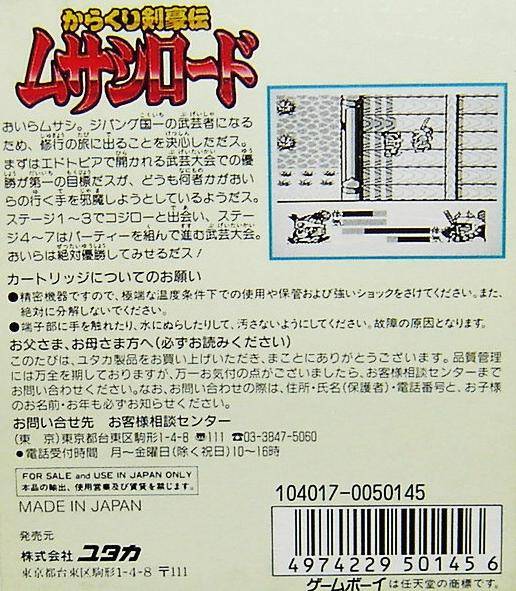 からくり剣豪伝
ムサシロード
おいらムサシ。ジパング国一の武芸者になる
ため、修行の旅に出ることを決心しただス。
まずはエドトピアで開かれる武芸大会での優
勝が第一の目標だスが、どうも何者かがおい
らの行く手を邪魔しようとしているようだス。
ステージ1~3でコジローと出会い、ステー
ジ4~7はパーティーを組んで進む武芸大会。
おいらは絶対優勝してみせるだス!
カートリッジについてのお願い
●精密機器ですので、極端な温度条件下での使用や保管および強いショックをさけてください。また、
絶対に分解しないでください。
●端子部に手を触れたり、水にぬらしたりして、汚さないようにしてください。故障の原因となります。
お父さま、お母さま方へ(必ずお読みください)
このたびは、ユタカ製品をお買い上げいただき、まことにありがとうございます。品質管理
には万全を期しておりますが、万一お気付の点がございましたら、お客様相談センターまで
お問い合わせください。なお、お問い合わせの際は、住所・氏名(保護者)・電話番号と、お子様
のお名前・お年も必ずお知らせください。
お問い合せ先 お客様相談センター
(東 京)東京都台東区駒形1-4-8 〠111 ☎03-3847-5060
●電話受付時間 月〜金曜日(除く祝日)10〜16時
FOR SALE and USE IN JAPAN ONLY
本品の輸出、使用営業及び賃貸を禁じます。
MADE IN JAPAN
104017-0050145
発売元
株式会社 ユタカ
東京都台東区駒形1-4-8 〒111
4974229501456
ゲームボーイは任天堂の商標です。